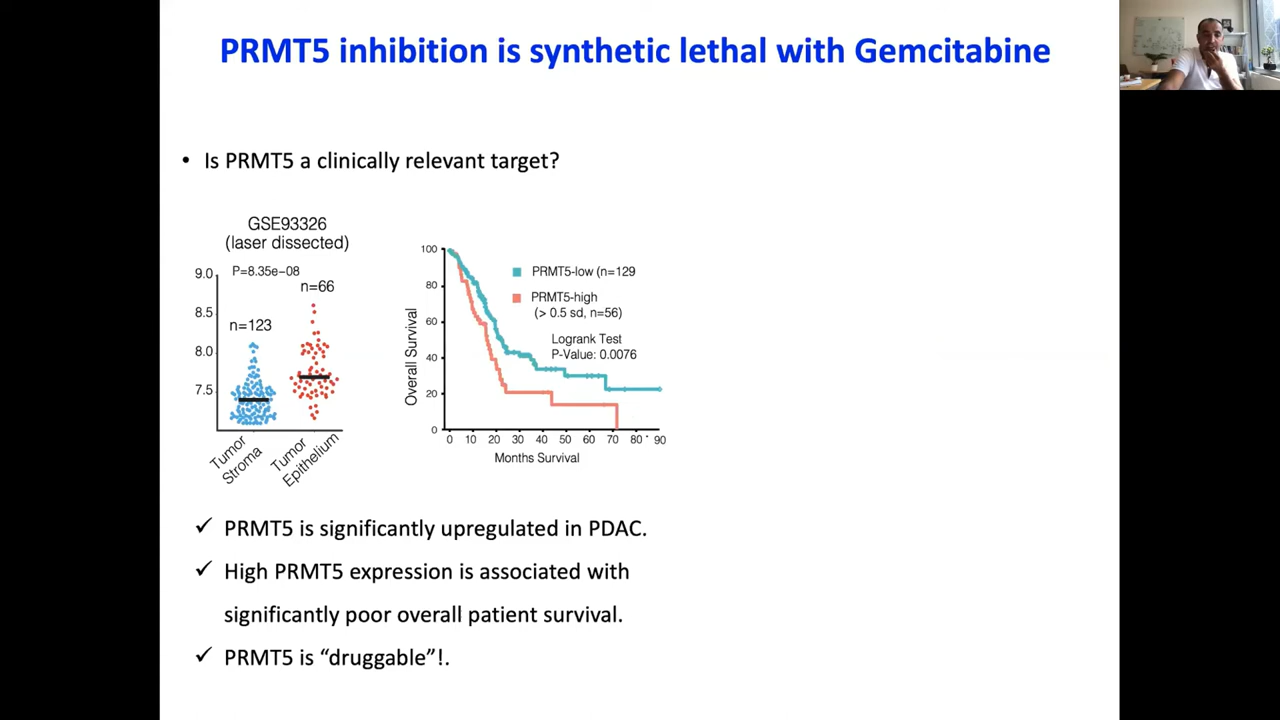 PRMT5 inhibition is synthetic lethal with Gemcitabine
• Is PRMT5 a clinically relevant target?
GSE93326
(laser dissected)
P=8.35e-08
n=66
n=123
9.0
8.5
8.0
7.5
Tumor
Stroma
Tumor
Epithelium
Overall Survival
100
80
60
40
20
0
PRMT5-low (n=129
PRMT5-high
(> 0.5 sd, n=56)
Logrank Test
P-Value: 0.0076
0 10 20 30 40 50 60 70 80 90
Months Survival
✓ PRMT5 is significantly upregulated in PDAC.
✓ High PRMT5 expression is associated with
significantly poor overall patient survival.
✓ PRMT5 is “druggable”!.